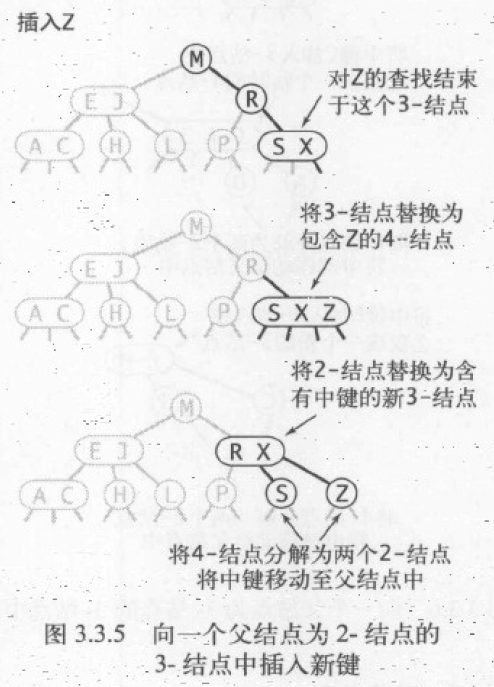 插入Z
M
R
E J
对Z的查找结束
于这个3-结点
A C H L P S X
将3-结点替换为
包含Z的4-结点
M
R
E J
A C H L P S X Z
将2-结点替换为含
有中键的新3-结点
M
E J R X
A C H L P S Z
将4-结点分解为两个2-结点
将中键移动至父结点中
图 3.3.5 向一个父结点为2-结点的
3-结点中插入新键